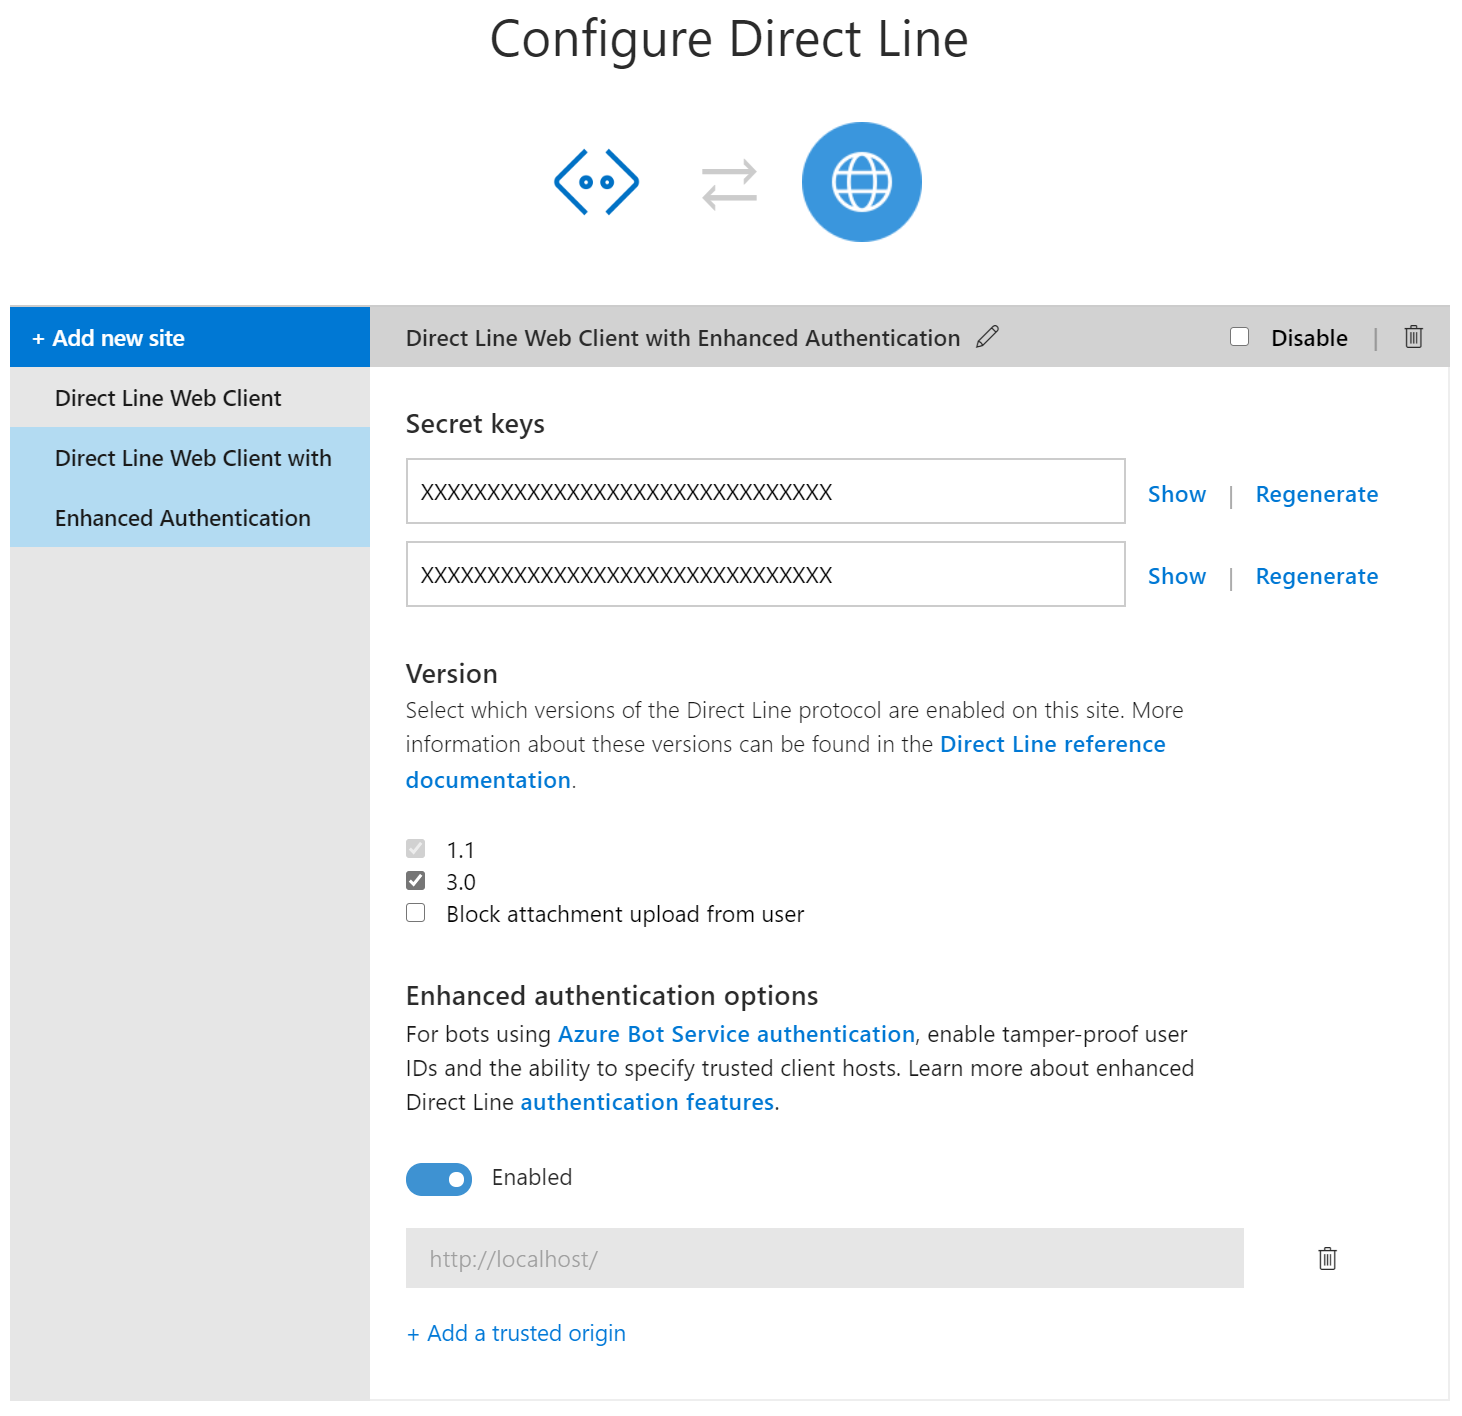 Configure Direct Line
+ Add new site
Direct Line Web Client
Direct Line Web Client with
Enhanced Authentication
Direct Line Web Client with Enhanced Authentication
Disable |
Secret keys
XXXXXXXXXXXXXXXXXXXXXXXXXXXXXXX
Show | Regenerate
XXXXXXXXXXXXXXXXXXXXXXXXXXXXXXX
Show | Regenerate
Version
Select which versions of the Direct Line protocol are enabled on this site. More
information about these versions can be found in the Direct Line reference
documentation.
1.1
3.0
Block attachment upload from user
Enhanced authentication options
For bots using Azure Bot Service authentication, enable tamper-proof user
IDs and the ability to specify trusted client hosts. Learn more about enhanced
Direct Line authentication features.
Enabled
http://localhost/
+ Add a trusted origin